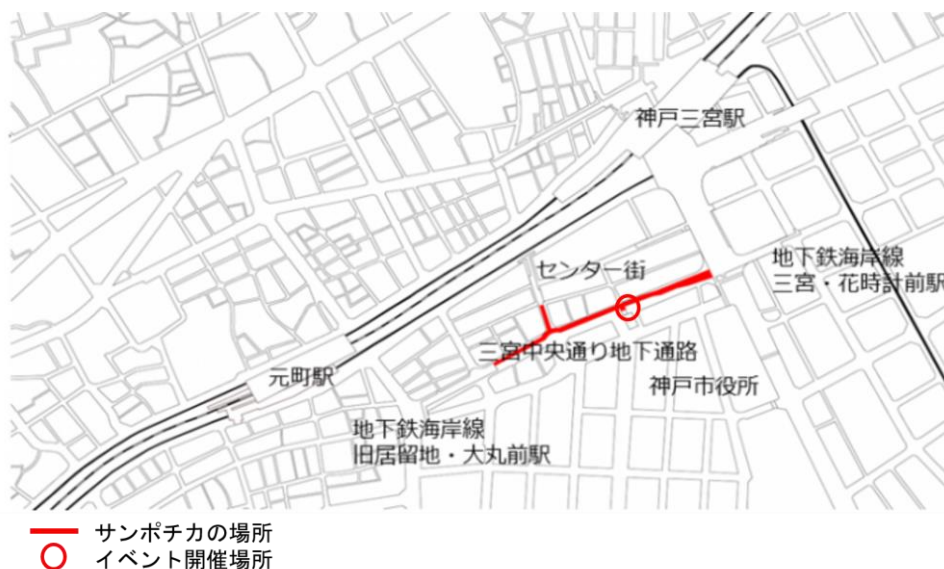 神戸三宮駅
地下鉄海岸線
三宮・花時計前駅
センター街
三宮中央通り地下通路
元町駅
神戸市役所
地下鉄海岸線
旧居留地・大丸前駅
サンポチカの場所
イベント開催場所